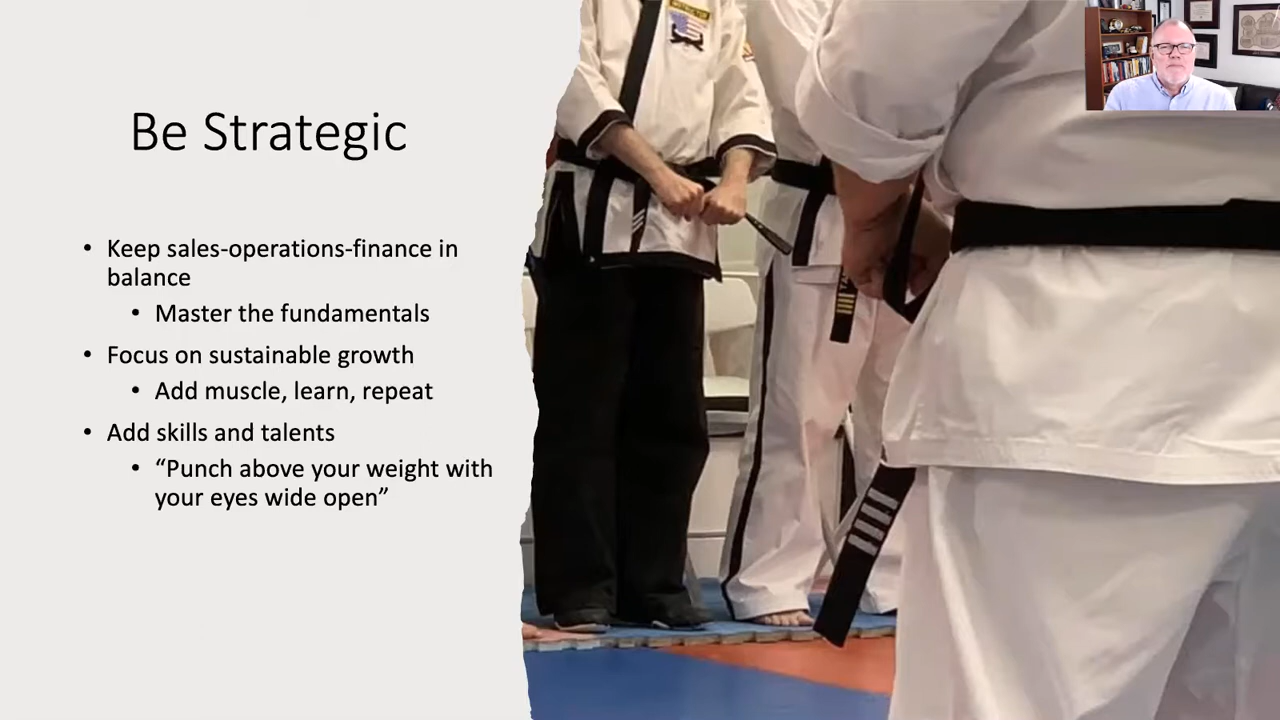 Be Strategic
• Keep sales-operations-finance in
balance
• Master the fundamentals
• Focus on sustainable growth
• Add muscle, learn, repeat
• Add skills and talents
• “Punch above your weight with
your eyes wide open”
INSTRUCTOR